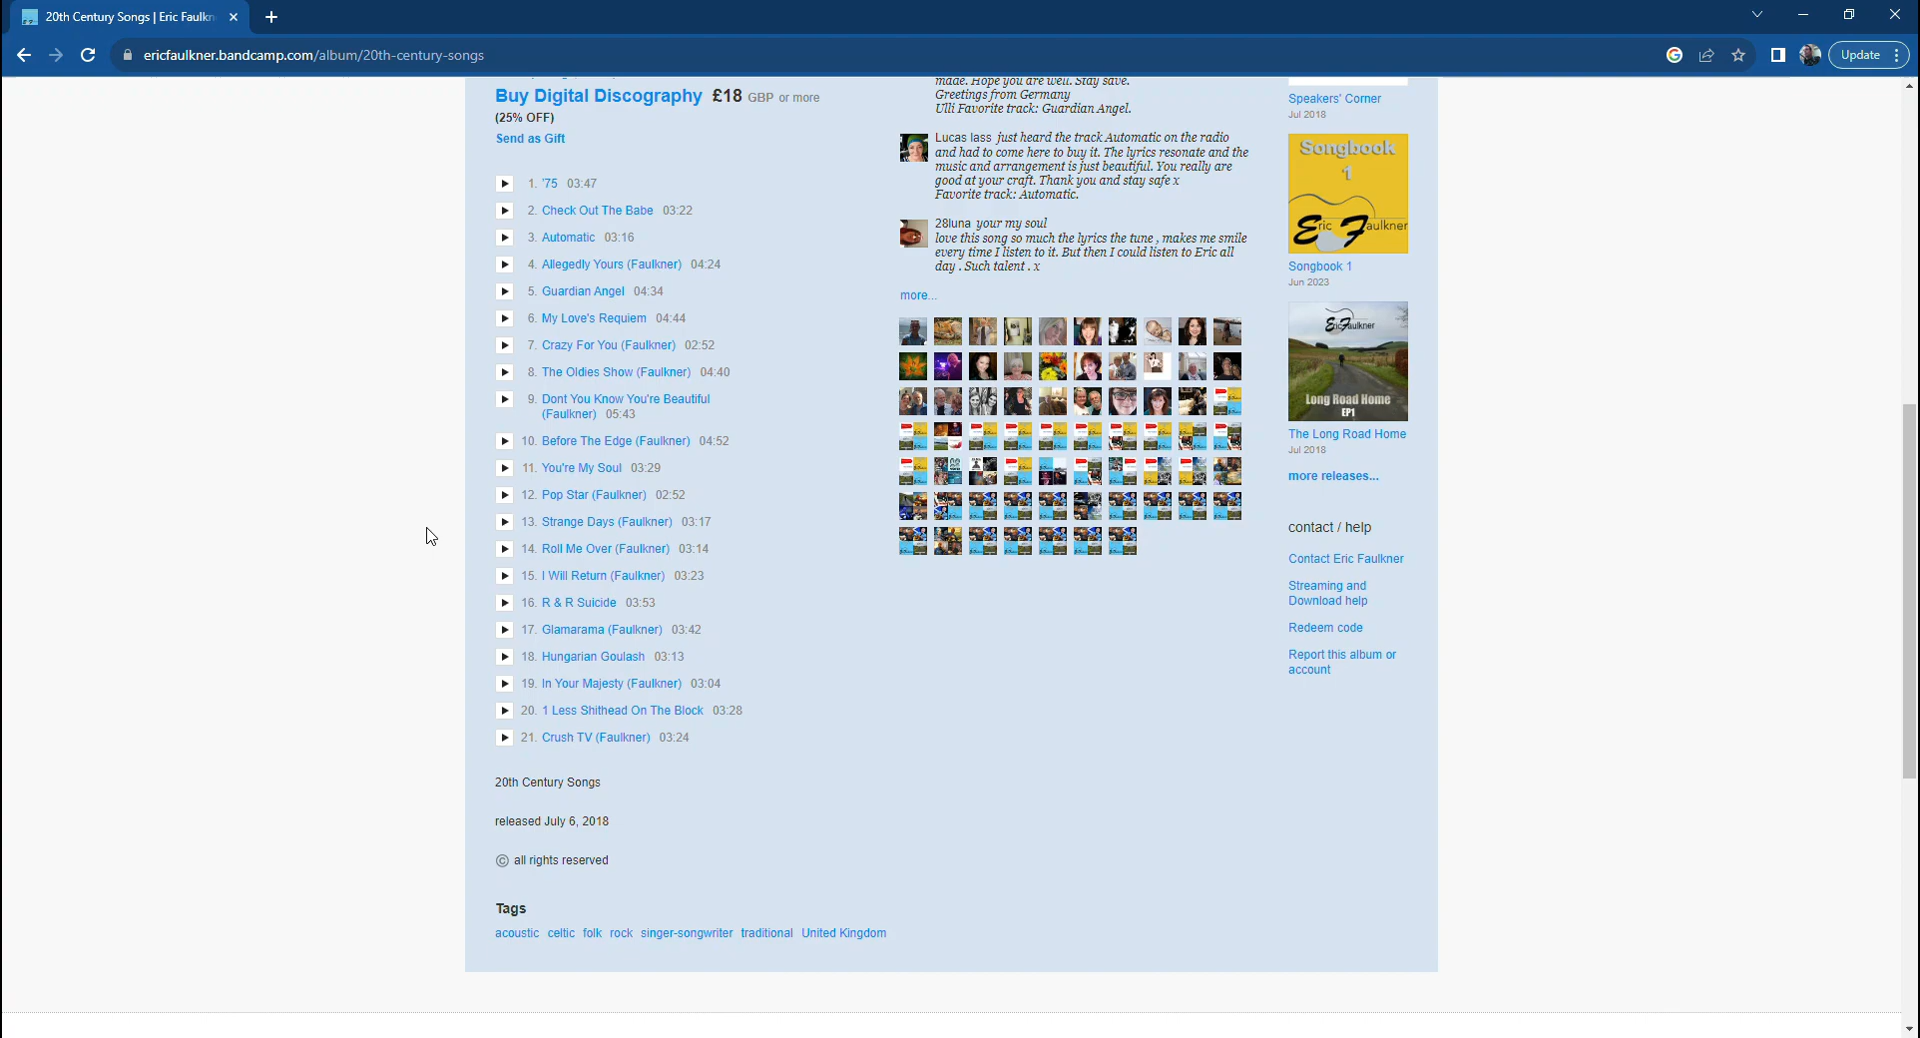 20th Century Songs | Eric Faulkn
ericfaulkner.bandcamp.com/album/20th-century-songs
Update
Buy Digital Discography £18 GBP or more
(25% OFF)
Send as Gift
1. '75 03:47
2. Check Out The Babe 03:22
3. Automatic 03:16
4. Allegedly Yours (Faulkner) 04:24
5. Guardian Angel 04:34
6. My Love's Requiem 04:44
7. Crazy For You (Faulkner) 02:52
8. The Oldies Show (Faulkner) 04:40
9. Dont You Know You're Beautiful
(Faulkner) 05:43
10. Before The Edge (Faulkner) 04:52
11. You're My Soul 03:29
12. Pop Star (Faulkner) 02:52
13. Strange Days (Faulkner) 03:17
14. Roll Me Over (Faulkner) 03:14
15. I Will Return (Faulkner) 03:23
16. R & R Suicide 03:53
17. Glamarama (Faulkner) 03:42
18. Hungarian Goulash 03:13
19. In Your Majesty (Faulkner) 03:04
20. 1 Less Shithead On The Block 03:28
21. Crush TV (Faulkner) 03:24
20th Century Songs
released July 6, 2018
© all rights reserved
Tags
acoustic celtic folk rock singer-songwriter traditional United Kingdom
made. Hope you are well. Stay save.
Greetings from Germany
Ulli Favorite track: Guardian Angel.
Lucas lass just heard the track Automatic on the radio
and had to come here to buy it. The lyrics resonate and the
music and arrangement is just beautiful. You really are
good at your craft. Thank you and stay safe x
Favorite track: Automatic.
28luna your my soul
love this song so much the lyrics the tune , makes me smile
every time I listen to it. But then I could listen to Eric all
day . Such talent . x
more...
Speakers' Corner
Jul 2018
Songbook
1
Eric Faulkner
Songbook 1
Jun 2023
Eric Faulkner
Long Road Home
EP1
The Long Road Home
Jul 2018
more releases...
contact / help
Contact Eric Faulkner
Streaming and
Download help
Redeem code
Report this album or
account